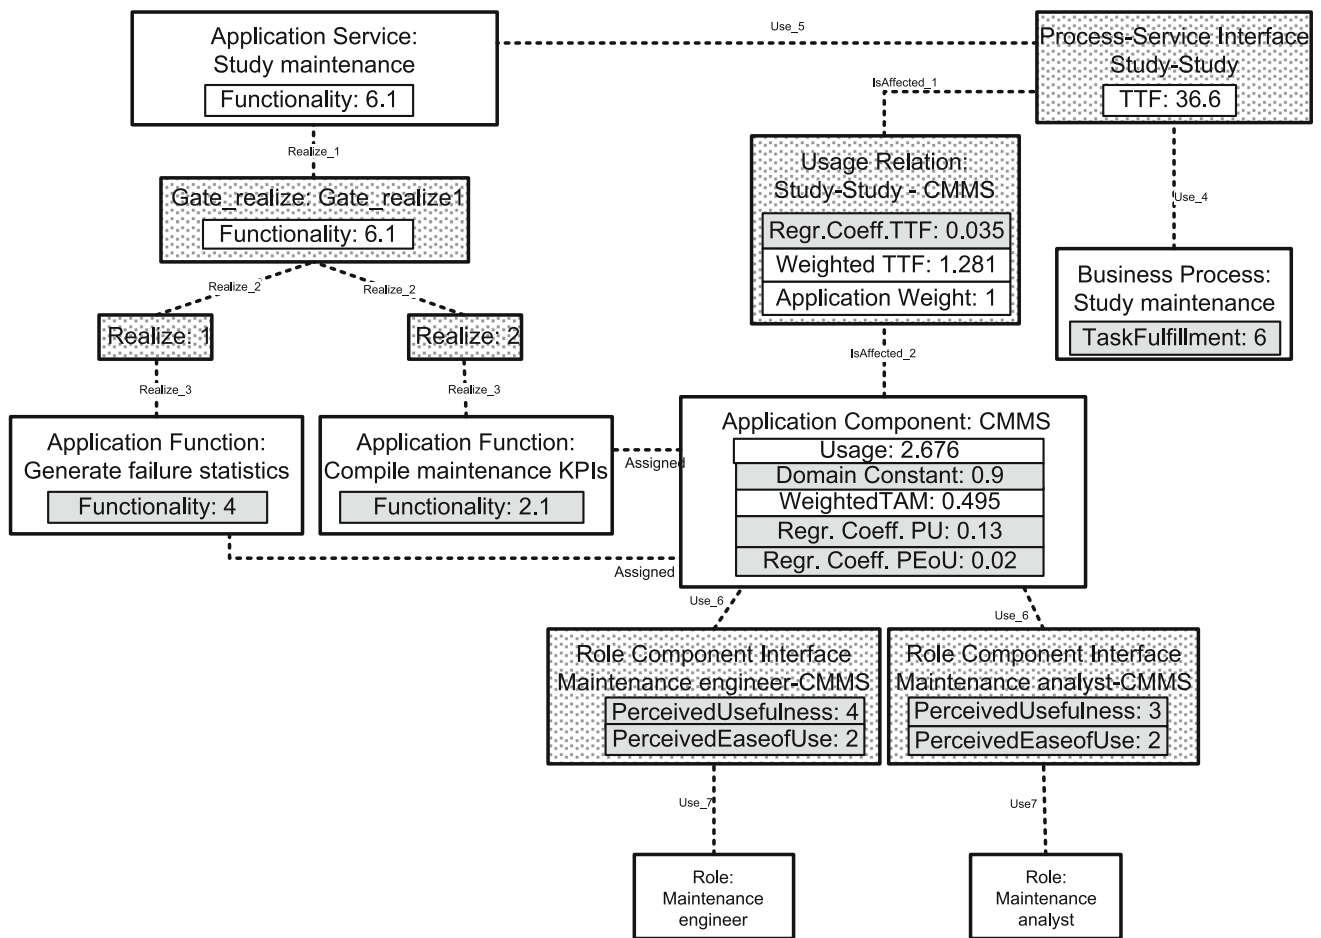 Application Service:
Study maintenance
Functionality: 6.1
Use_5
Process-Service Interface
Study-Study
TTF: 36.6
IsAffected_1
Realize_1
Usage Relation:
Study-Study - CMMS
Regr.Coeff.TTF: 0.035
Weighted TTF: 1.281
Application Weight: 1
Use_4
Gate_realize: Gate_realize1
Functionality: 6.1
Realize_2
Realize_2
Business Process:
Study maintenance
TaskFulfillment: 6
Realize: 1
Realize: 2
IsAffected_2
Realize_3
Realize_3
Application Function:
Generate failure statistics
Functionality: 4
Application Function:
Compile maintenance KPIs
Functionality: 2.1
Assigned
Assigned
Application Component: CMMS
Usage: 2.676
Domain Constant: 0.9
WeightedTAM: 0.495
Regr. Coeff. PU: 0.13
Regr. Coeff. PEoU: 0.02
Use_6
Use_6
Role Component Interface
Maintenance engineer-CMMS
PerceivedUsefulness: 4
PerceivedEaseofUse: 2
Role Component Interface
Maintenance analyst-CMMS
PerceivedUsefulness: 3
PerceivedEaseofUse: 2
Use_7
Use7
Role:
Maintenance
engineer
Role:
Maintenance
analyst